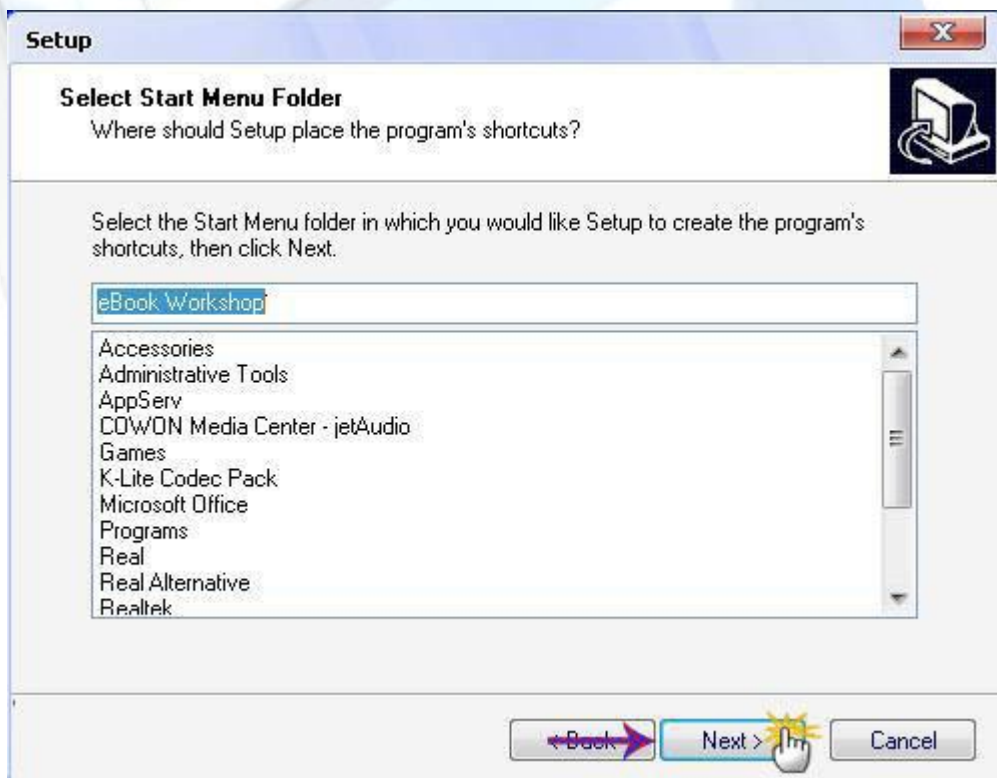 Setup
Select Start Menu Folder
Where should Setup place the program's shortcuts?
Select the Start Menu folder in which you would like Setup to create the program's
shortcuts, then click Next.
eBook Workshop
Accessories
Administrative Tools
AppServ
COWON Media Center - jetAudio
Games
K-Lite Codec Pack
Microsoft Office
Programs
Real
Real Alternative
Realtek
< Back Next > Cancel